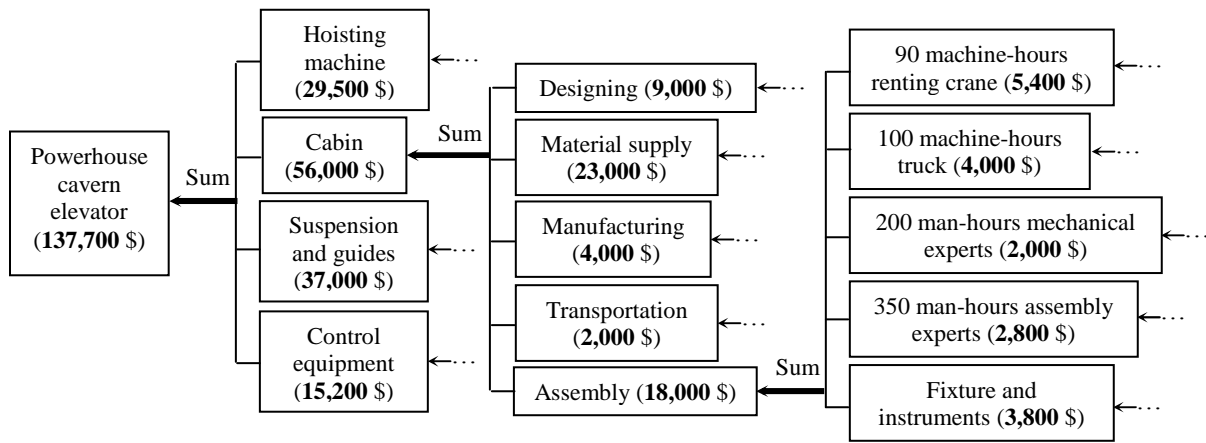 Powerhouse
cavern
elevator
(137,700 $)
Sum
Hoisting
machine
(29,500 $)
...
Cabin
(56,000 $)
Suspension
and guides
(37,000 $)
...
Control
equipment
(15,200 $)
...
Sum
Designing (9,000 $)
...
Material supply
(23,000 $)
...
Manufacturing
(4,000 $)
...
Transportation
(2,000 $)
...
Assembly (18,000 $)
Sum
90 machine-hours
renting crane (5,400 $)
...
100 machine-hours
truck (4,000 $)
...
200 man-hours mechanical
experts (2,000 $)
...
350 man-hours assembly
experts (2,800 $)
...
Fixture and
instruments (3,800 $)
...